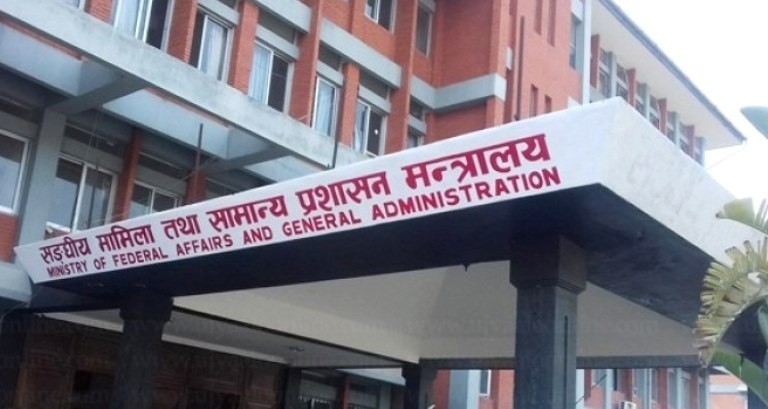 सङ्घीय मामिला तथा सामान्य प्रशासन मन्त्रालय
MINISTRY OF FEDERAL AFFAIRS AND GENERAL ADMINISTRATION